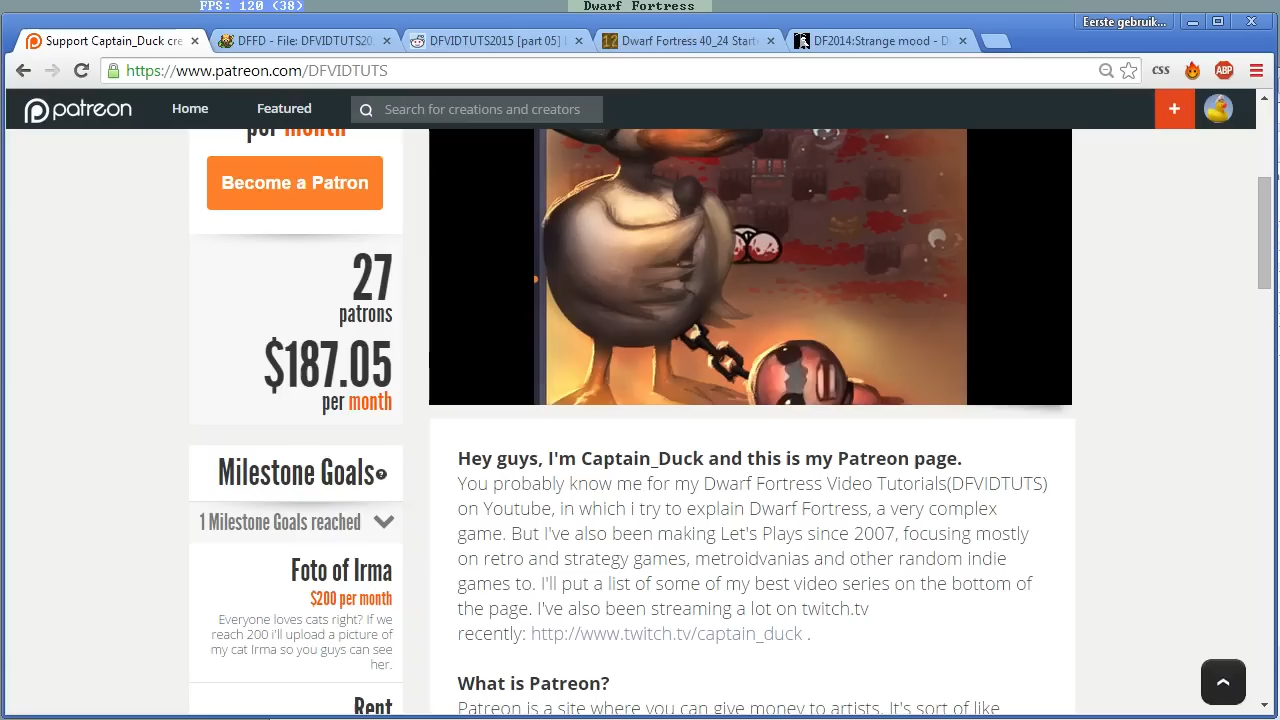 FPS: 120 (38)
Dwarf Fortress
Eerste gebruik...
Support Captain_Duck cre
DFFD - File: DFVIDTUTS20
DFVIDTUTS2015 [part 05]
Dwarf Fortress 40_24 Start
DF2014:Strange mood - D
https://www.patreon.com/DFVIDTUTS
CSS
ABP
patreon
Home
Featured
Search for creations and creators
+
per month
Become a Patron
27
patrons
$187.05
per month
Milestone Goals
1 Milestone Goals reached
Foto of Irma
$200 per month
Everyone loves cats right? If we
reach 200 i'll upload a picture of
my cat Irma so you guys can see
her.
Rent
Hey guys, I'm Captain_Duck and this is my Patreon page.
You probably know me for my Dwarf Fortress Video Tutorials(DFVIDTUTS)
on Youtube, in which i try to explain Dwarf Fortress, a very complex
game. But I've also been making Let's Plays since 2007, focusing mostly
on retro and strategy games, metroidvanias and other random indie
games to. I'll put a list of some of my best video series on the bottom of
the page. I've also been streaming a lot on twitch.tv
recently: http://www.twitch.tv/captain_duck .
What is Patreon?
Patreon is a site where you can give money to artists. It's sort of like